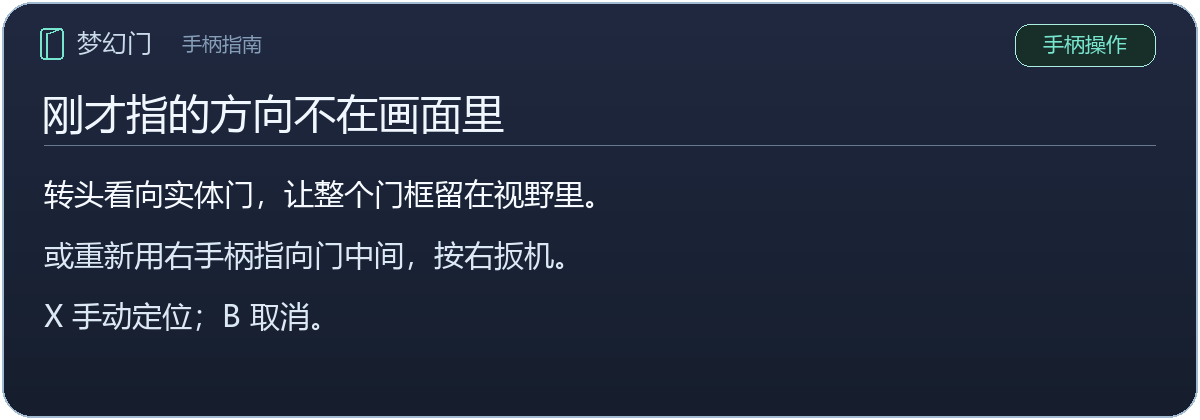 梦幻门 手柄指南 手柄操作
刚才指的方向不在画面里
转头看向实体门，让整个门框留在视野里。
或重新用右手柄指向门中间，按右扳机。
X 手动定位；B 取消。